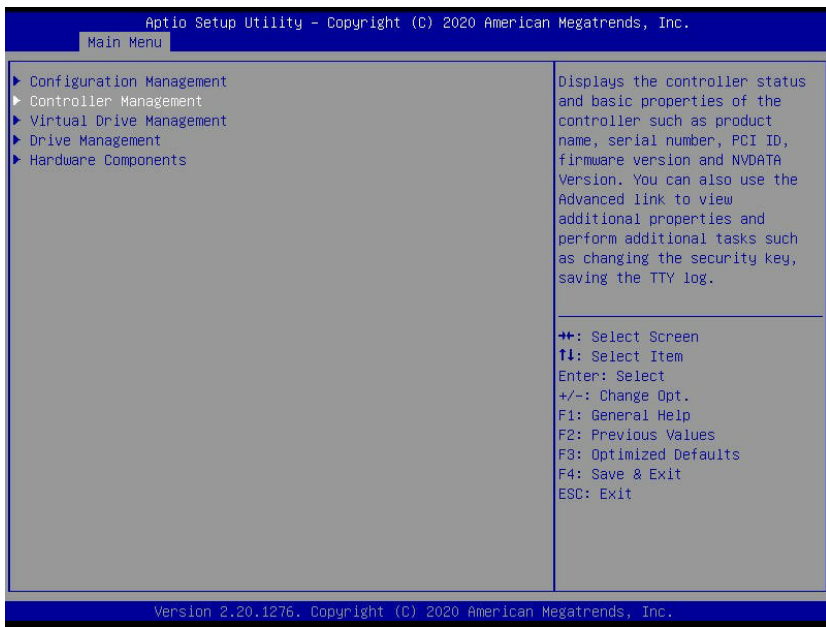 Aptio Setup Utility – Copyright (C) 2020 American Megatrends, Inc.
Main Menu
Configuration Management
Controller Management
Virtual Drive Management
Drive Management
Hardware Components
Displays the controller status
and basic properties of the
controller such as product
name, serial number, PCI ID,
firmware version and NVDATA
Version. You can also use the
Advanced link to view
additional properties and
perform additional tasks such
as changing the security key,
saving the TTY log.
→←: Select Screen
↑↓: Select Item
Enter: Select
+/-: Change Opt.
F1: General Help
F2: Previous Values
F3: Optimized Defaults
F4: Save & Exit
ESC: Exit
Version 2.20.1276. Copyright (C) 2020 American Megatrends, Inc.